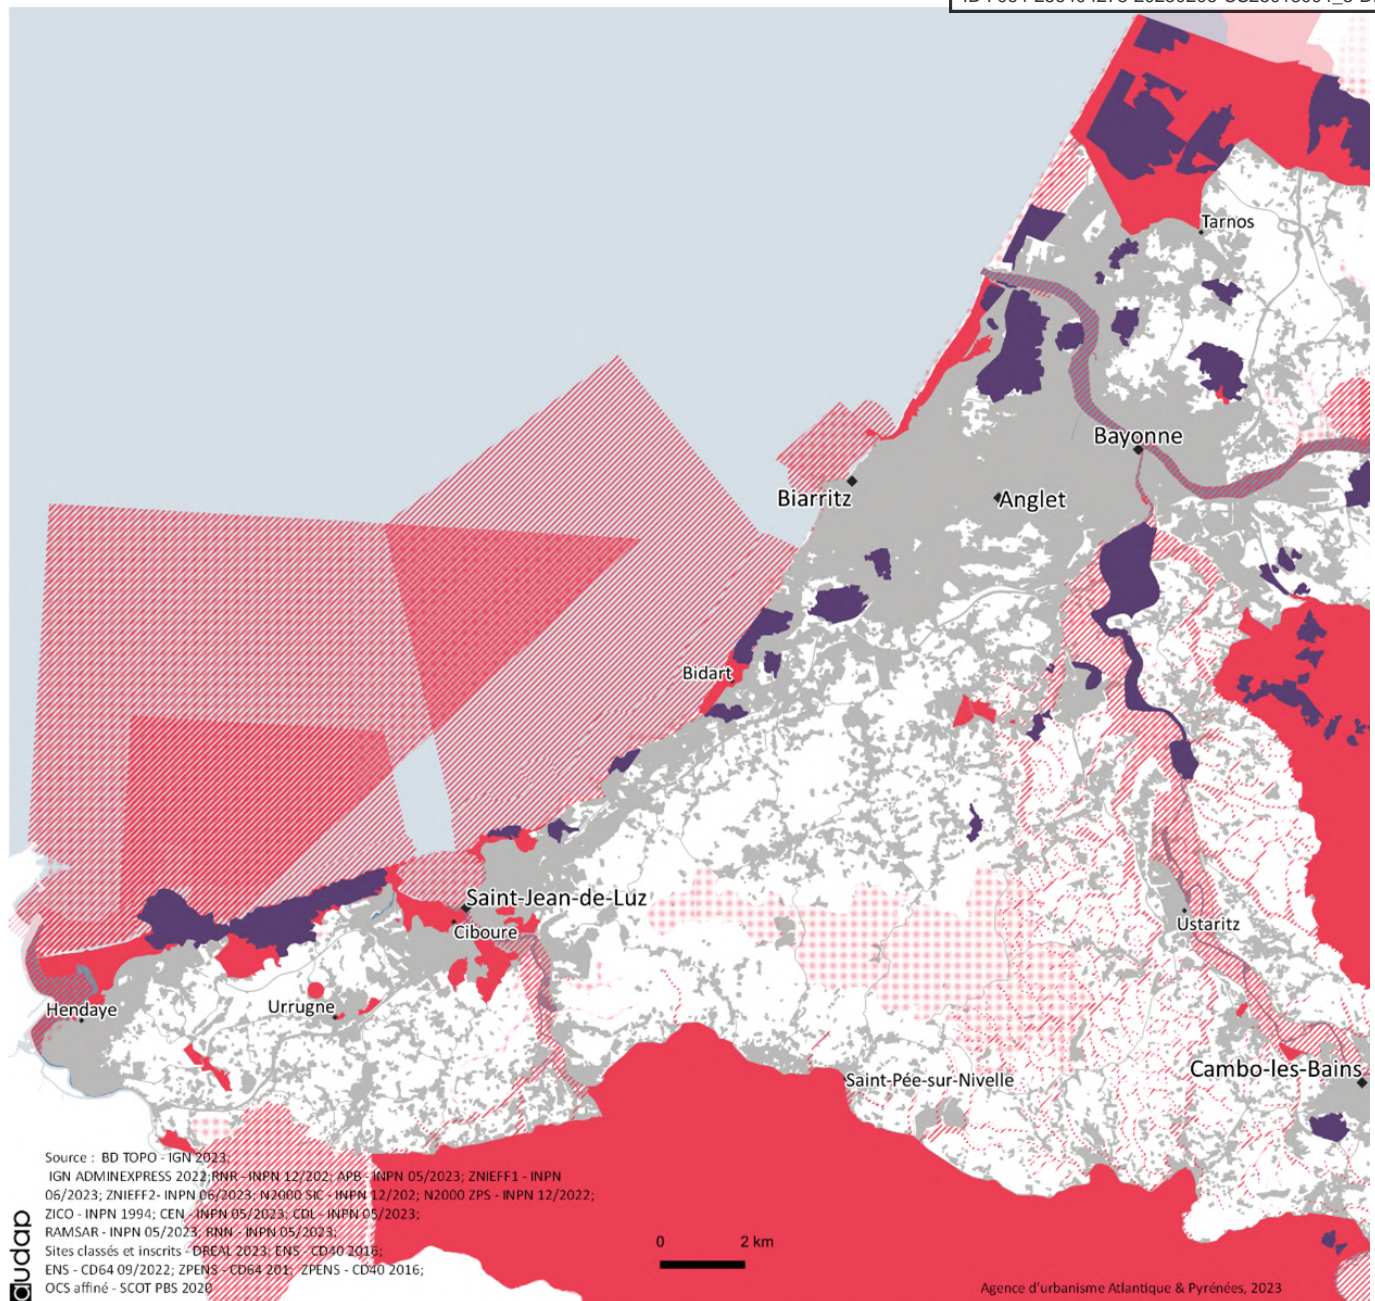 Tarnos
Bayonne
Biarritz
Anglet
Bidart
Saint-Jean-de-Luz
Ciboure
Ustaritz
Hendaye
Urrugne
Cambo-les-Bains
Saint-Pée-sur-Nivelle
Source : BD TOPO - IGN 2023;
IGN ADMINEXPRESS 2022;RNR - INPN 12/202; APB - INPN 05/2023; ZNIEFF1 - INPN
06/2023; ZNIEFF2- INPN 06/2023, N2000 SIC - INPN 12/202; N2000 ZPS - INPN 12/2022;
ZICO - INPN 1994; CEN - INPN 05/2023; CDL - INPN 05/2023;
RAMSAR - INPN 05/2023, RNN - INPN 05/2023;
Sites classés et inscrits - DREAL 2023; ENS - CD40 2016;
ENS - CD64 09/2022; ZPENS - CD64 201; ZPENS - CD40 2016;
OCS affiné - SCOT PBS 2020
audap
0 2 km
Agence d'urbanisme Atlantique & Pyrénées, 2023